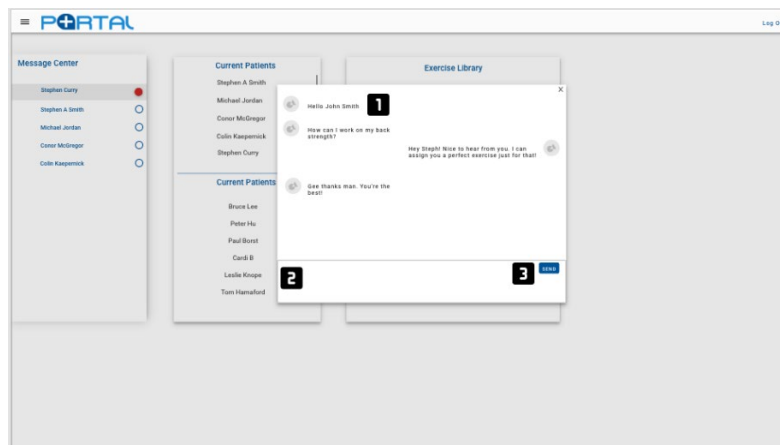 PORTAL
Log O
Message Center
Stephen Curry
Stephen A Smith
Michael Jordan
Conor McGregor
Colin Kaepernick
Current Patients
Stephen A Smith
Michael Jordan
Conor McGregor
Colin Kaepernick
Stephen Curry
Current Patients
Bruce Lee
Peter Hu
Paul Borst
Cardi B
Leslie Knope
Tom Hansford
Exercise Library
X
Hello John Smith
1
How can I work on my back
strength?
Hey Steph! Nice to hear from you. I can
assign you a perfect exercise just for that!
Gee thanks man. You're the
best!
2
3
SEND